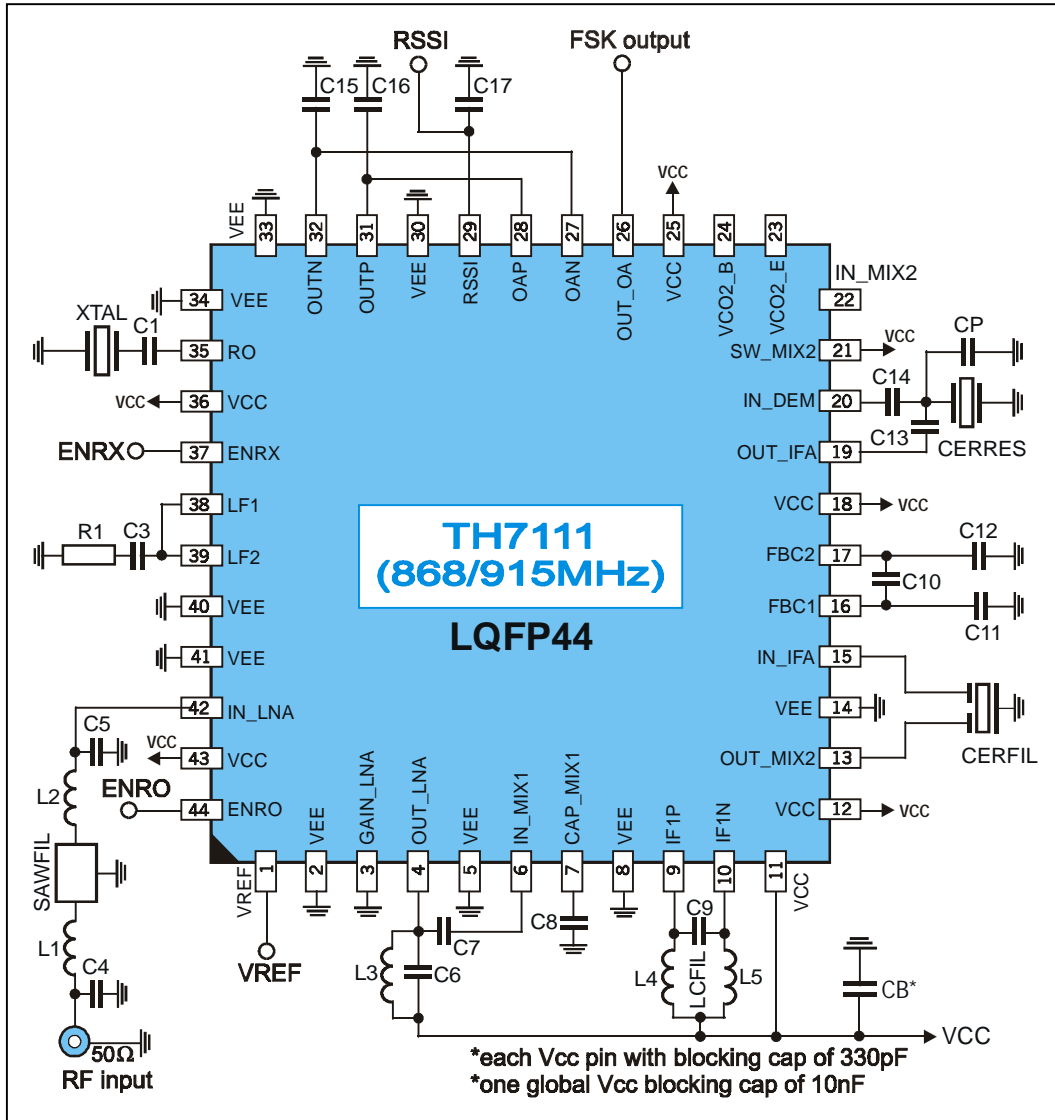 RSSI
FSK output
C15
C16
C17
VCC
VEE
33
32
31
30
29
28
27
26
25
24
23
OUTN
OUTP
VEE
RSSI
OAP
OAN
OUT_OA
VCC
VCO2_B
VCO2_E
IN_MIX2
22
34
VEE
XTAL
C1
35
RO
SW_MIX2
21
VCC
CP
VCC
36
VCC
IN_DEM
20
C14
ENRX
37
ENRX
OUT_IFA
19
C13
CERRES
38
LF1
VCC
18
VCC
R1
C3
39
LF2
TH7111
(868/915MHz)
LQFP44
FBC2
17
C12
C10
40
VEE
FBC1
16
C11
41
VEE
IN_IFA
15
42
IN_LNA
VEE
14
C5
VCC
43
VCC
OUT_MIX2
13
CERFIL
L2
ENRO
44
ENRO
VCC
12
VCC
VEE
GAIN_LNA
OUT_LNA
VEE
IN_MIX1
CAP_MIX1
VEE
IF1P
IF1N
1
2
3
4
5
6
7
8
9
10
11
VREF
VCC
SAWFIL
VREF
C7
C8
C9
L1
L3
C6
L4
LCFIL
L5
C4
CB*
VCC
50Ω
RF input
*each Vcc pin with blocking cap of 330pF
*one global Vcc blocking cap of 10nF